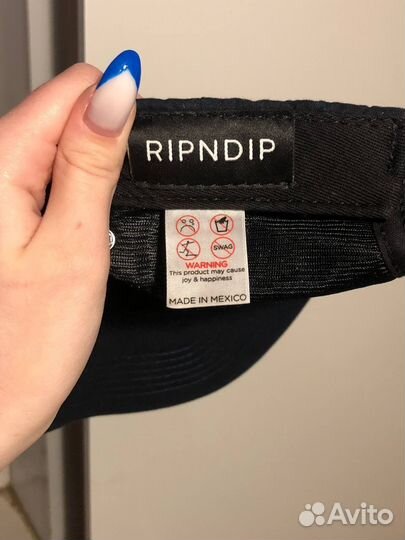 RIPNDIP
SWAG
WARNING
This product may cause
joy & happiness
MADE IN MEXICO
Avito